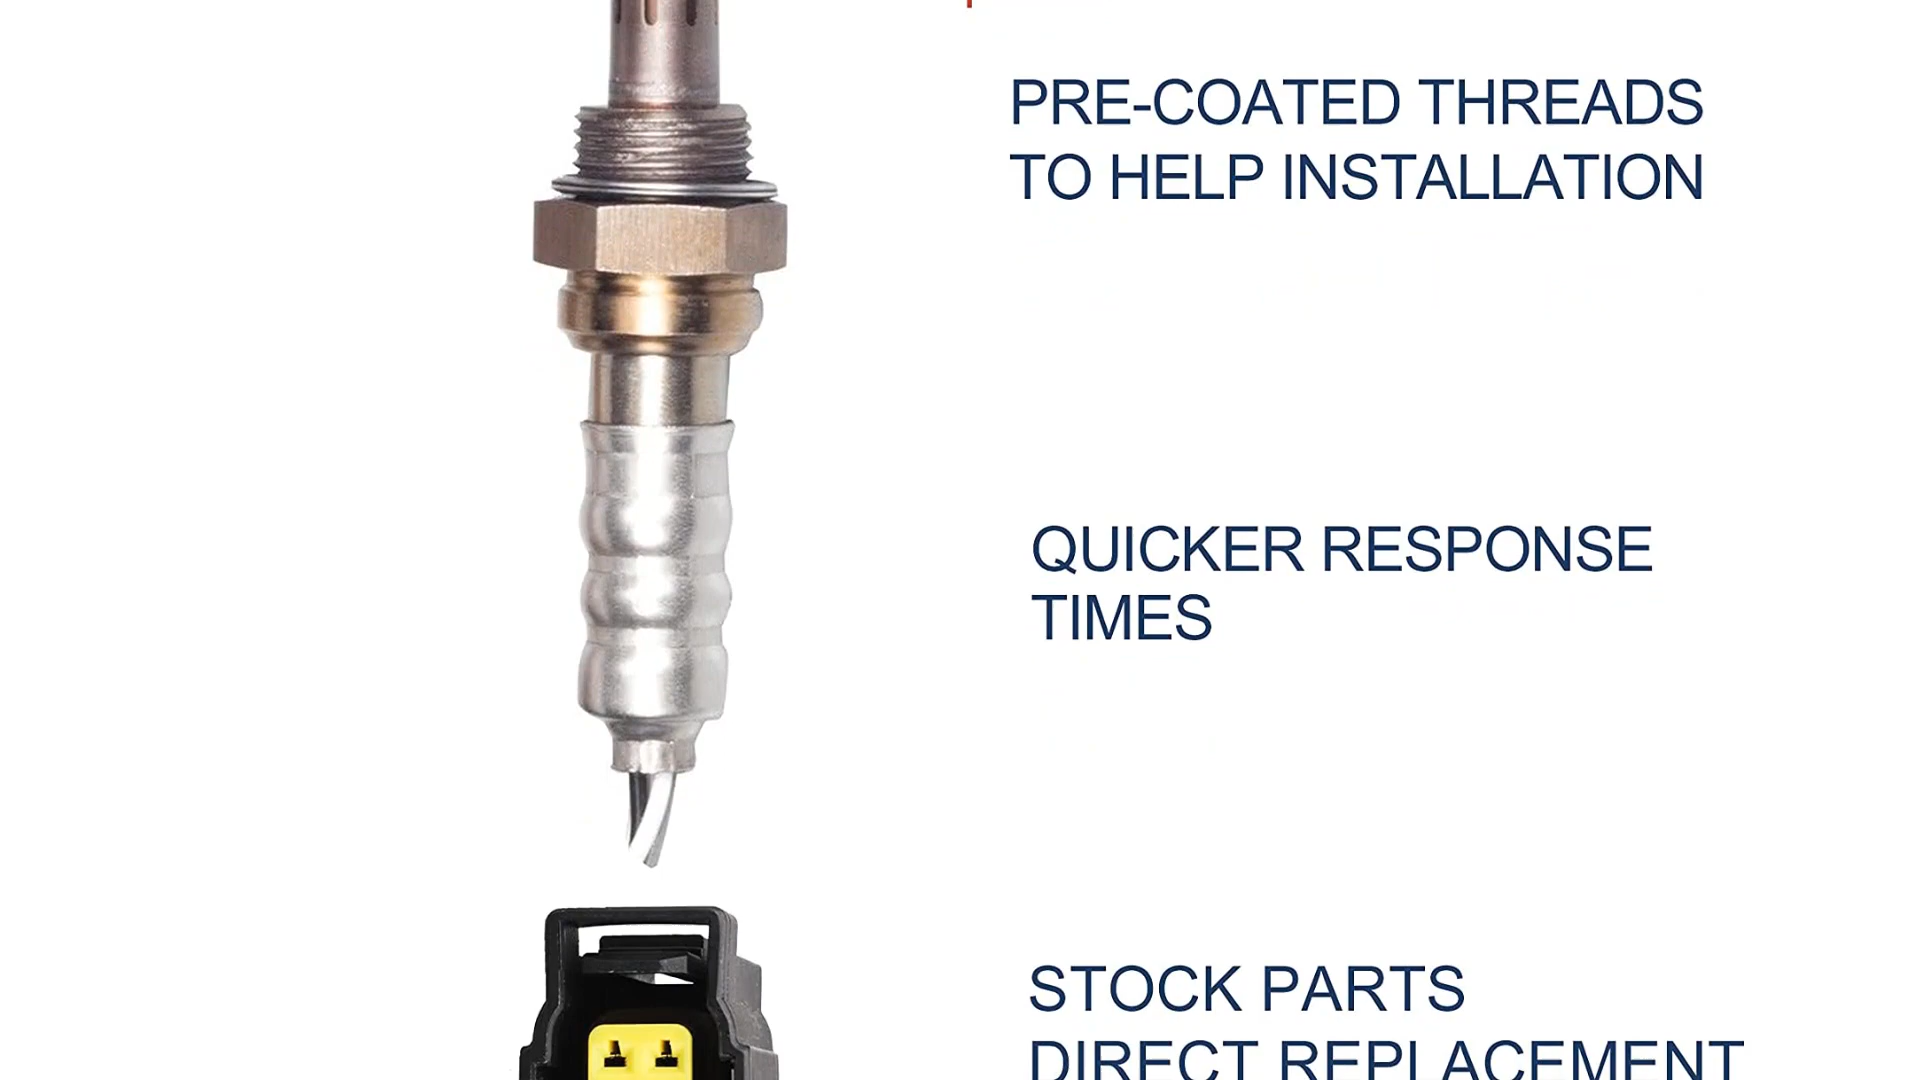 PRE-COATED THREADS
TO HELP INSTALLATION
QUICKER RESPONSE
TIMES
STOCK PARTS
DIRECT REPLACEMENT